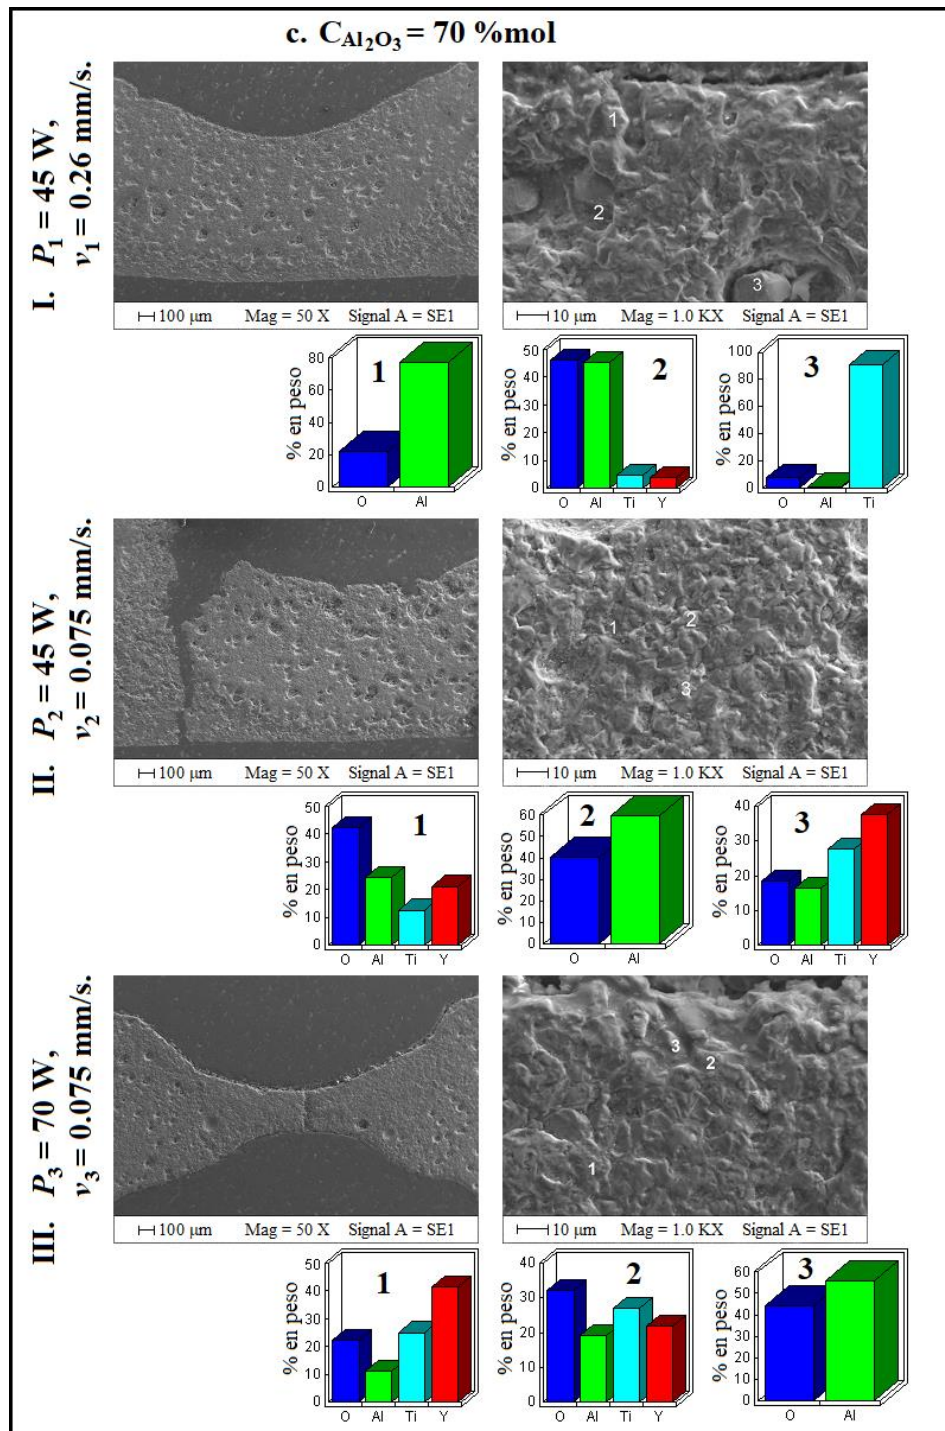 c. C_Al2O3 = 70 %mol
I. P1 = 45 W,
v1 = 0.26 mm/s.
1
2
3
100 µm Mag = 50 X Signal A = SE1
10 µm Mag = 1.0 KX Signal A = SE1
% en peso
80
60
40
20
0
1
O Al
% en peso
50
40
30
20
10
0
2
O Al Ti Y
% en peso
100
80
60
40
20
0
3
O Al Ti
II. P2 = 45 W,
v2 = 0.075 mm/s.
1
2
3
100 µm Mag = 50 X Signal A = SE1
10 µm Mag = 1.0 KX Signal A = SE1
% en peso
50
40
30
20
10
0
1
O Al Ti Y
% en peso
60
50
40
30
20
10
0
2
O Al
% en peso
40
30
20
10
0
3
O Al Ti Y
III. P3 = 70 W,
v3 = 0.075 mm/s.
3
2
1
100 µm Mag = 50 X Signal A = SE1
10 µm Mag = 1.0 KX Signal A = SE1
% en peso
50
40
30
20
10
0
1
O Al Ti Y
% en peso
40
30
20
10
0
2
O Al Ti Y
% en peso
60
50
40
30
20
10
0
3
O Al